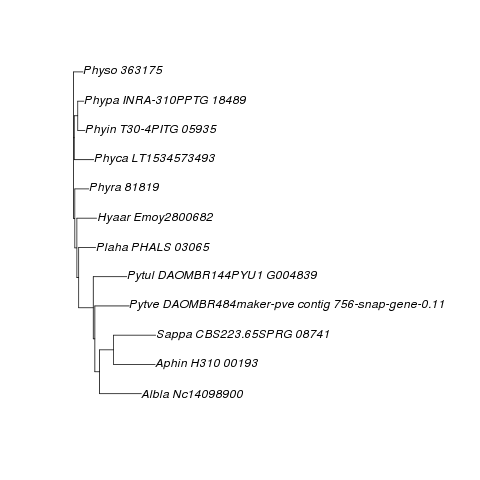 Physo 363175
Phypa INRA-310PPTG 18489
Phyin T30-4PITG 05935
Phyca LT1534573493
Phyra 81819
Hyaar Emoy2800682
Plaha PHALS 03065
Pytul DAOMBR144PYU1 G004839
Pytve DAOMBR484maker-pve contig 756-snap-gene-0.11
Sappa CBS223.65SPRG 08741
Aphin H310 00193
Albla Nc14098900